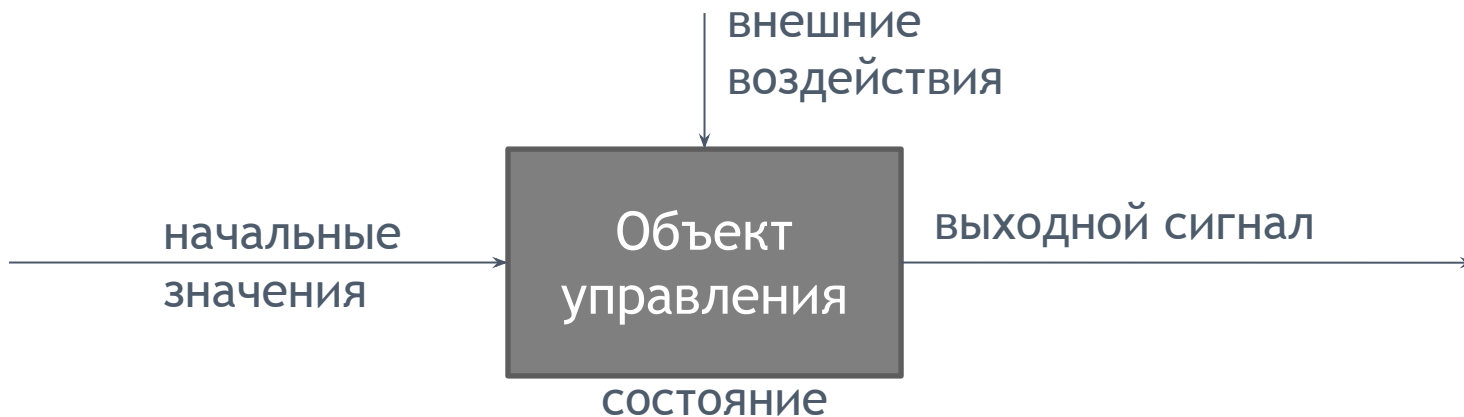 внешние
воздействия
начальные
значения
Объект
управления
выходной сигнал
состояние